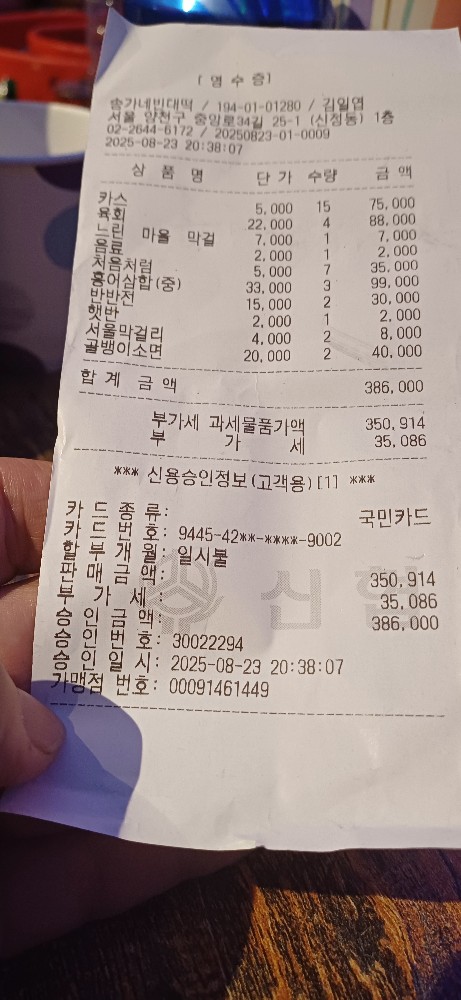 [ 영 수 증]
송가네빈대떡 / 194-01-01280 / 김일엽
서울 양천구 중앙로34길 25-1 (신정동) 1층
02-2644-6172 / 20250823-01-0009
2025-08-23 20:38:07
상 품 명 단 가 수량 금 액
카스 5,000 15 75,000
육회 22,000 4 88,000
느린 마을 막걸 7,000 1 7,000
음료 2,000 1 2,000
처음처럼 5,000 7 35,000
홍어삼합(중) 33,000 3 99,000
반반전 15,000 2 30,000
햇반 2,000 1 2,000
서울막걸리 4,000 2 8,000
골뱅이소면 20,000 2 40,000
합 계 금 액 386,000
부가세 과세물품가액 350,914
부 가 세 35,086
*** 신용승인정보(고객용)[1] ***
카 드 종 류: 국민카드
카 드 번 호: 9445-42**-****-9002
할 부 개 월: 일시불
판 매 금 액: 350,914
부 가 세: 35,086
승 인 금 액: 386,000
승 인 번 호: 30022294
승 인 일 시: 2025-08-23 20:38:07
가맹점 번호: 00091461449
신한